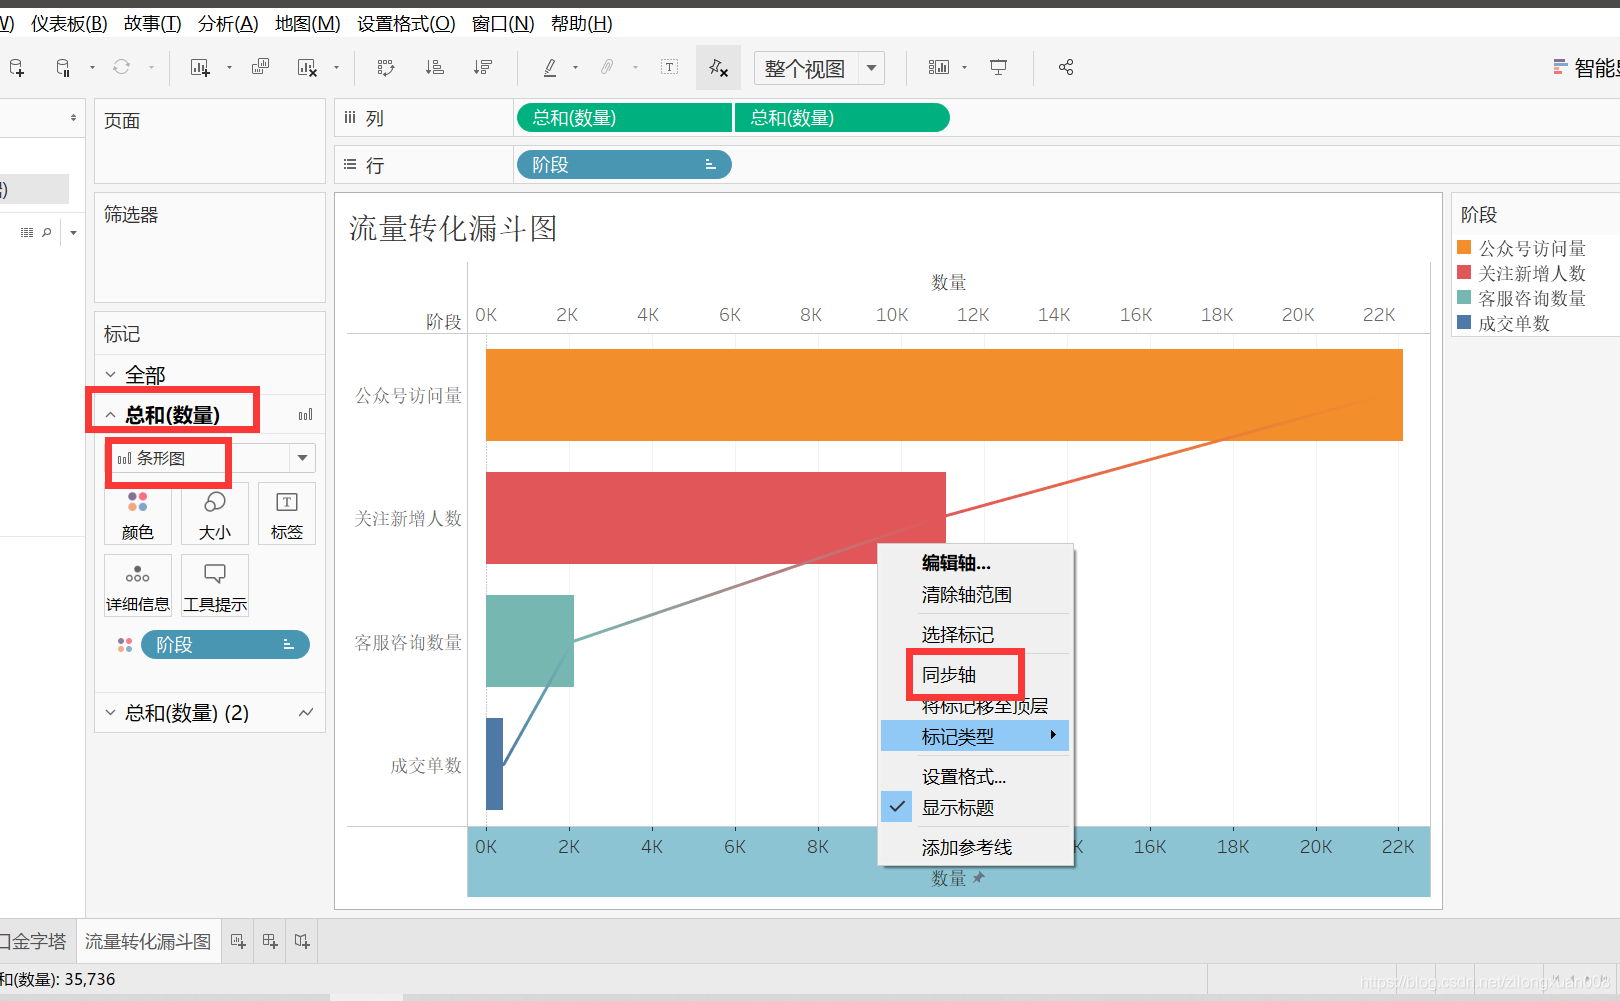 W) 仪表板(B) 故事(T) 分析(A) 地图(M) 设置格式(O) 窗口(N) 帮助(H)
整个视图
智能显
页面
列
总和(数量) 总和(数量)
行
阶段
筛选器
流量转化漏斗图
阶段
公众号访问量
关注新增人数
客服咨询数量
成交单数
标记
全部
总和(数量)
条形图
颜色 大小 标签
详细信息 工具提示
阶段
总和(数量) (2)
数量
阶段
0K 2K 4K 6K 8K 10K 12K 14K 16K 18K 20K 22K
公众号访问量
关注新增人数
客服咨询数量
成交单数
0K 2K 4K 6K 8K K 16K 18K 20K 22K
数量
编辑轴...
清除轴范围
选择标记
同步轴
将标记移至顶层
标记类型
设置格式...
显示标题
添加参考线
口金字塔 流量转化漏斗图
和(数量): 35,736
https://blog.csdn.net/zilongxuan008